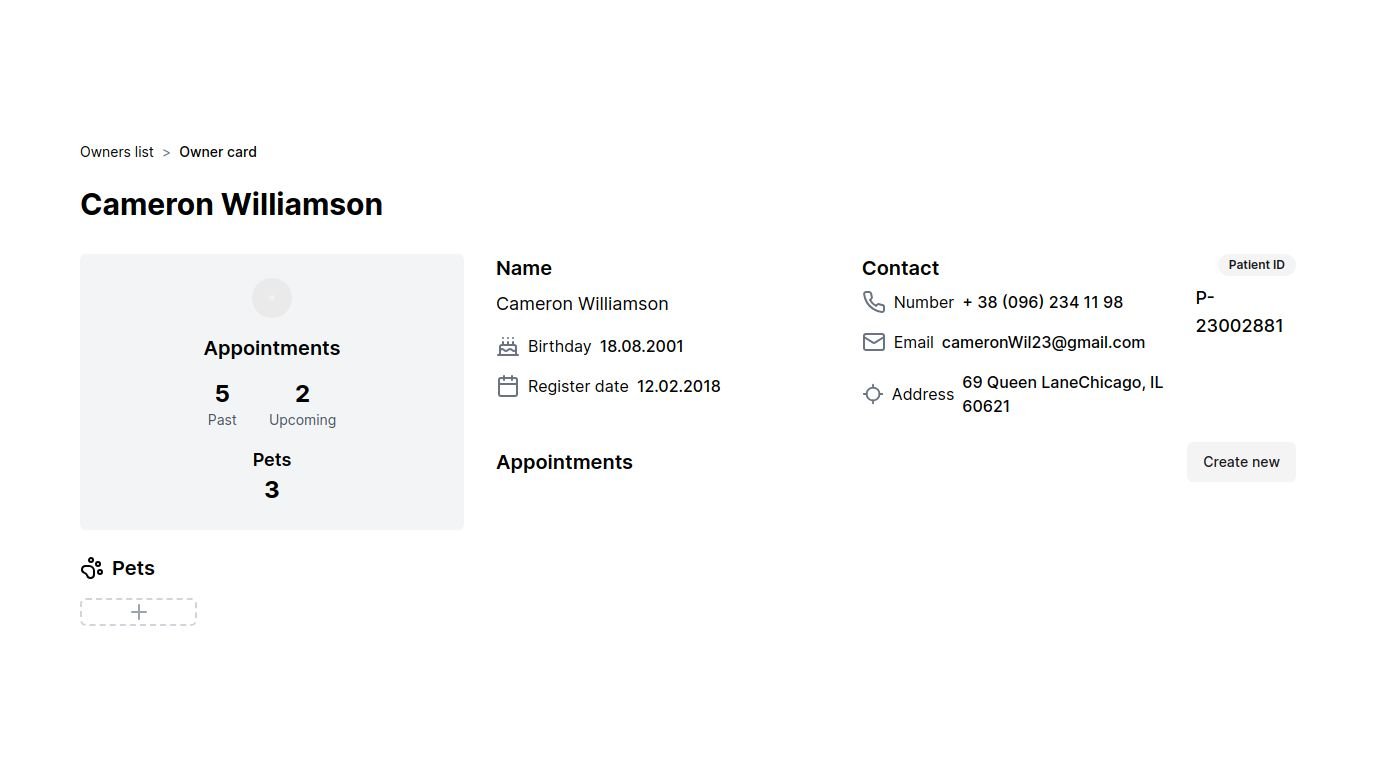 Owners list > Owner card
Cameron Williamson
Appointments
5 2
Past Upcoming
Pets
3
Pets
Name
Cameron Williamson
Birthday 18.08.2001
Register date 12.02.2018
Contact
Number + 38 (096) 234 11 98
Email cameronWil23@gmail.com
Address 69 Queen LaneChicago, IL
60621
Patient ID
P-
23002881
Appointments
Create new